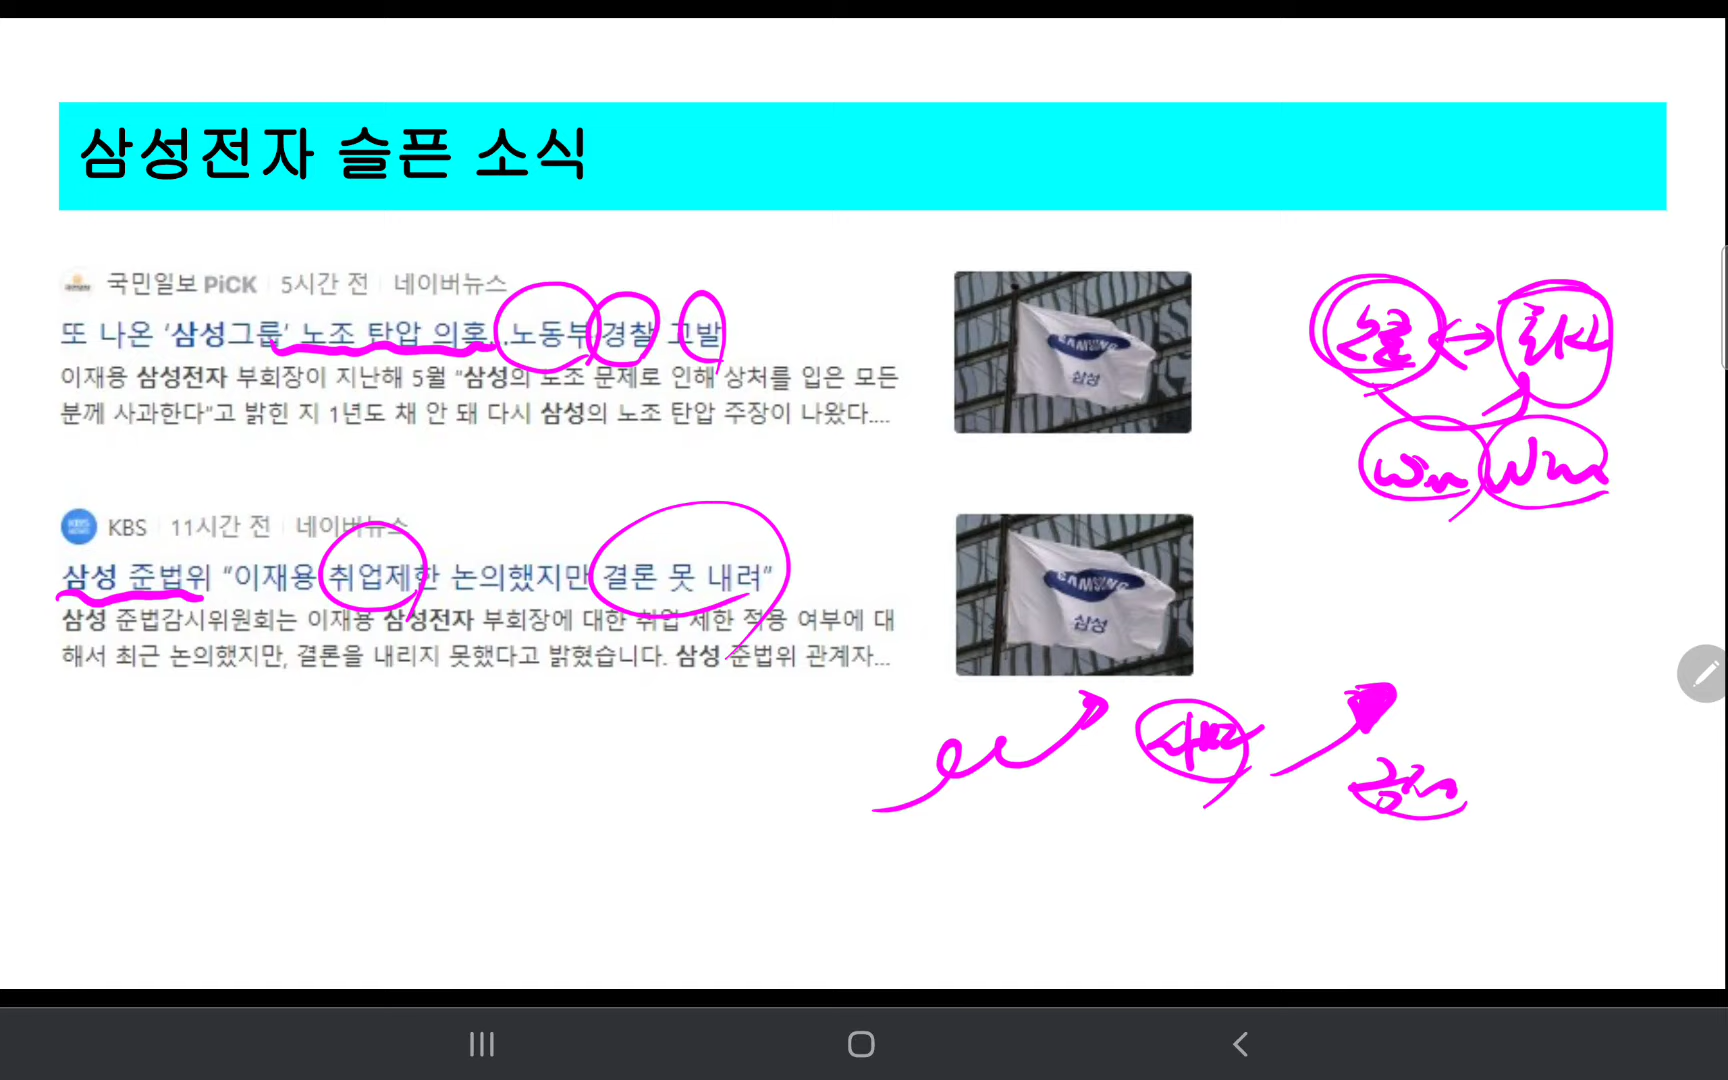 삼성전자 슬픈 소식
국민일보 PiCK 5시간 전 네이버뉴스
또 나온 '삼성그룹' 노조 탄압 의혹…노동부·경찰 고발
이재용 삼성전자 부회장이 지난해 5월 "삼성의 노조 문제로 인해 상처를 입은 모든
분께 사과한다"고 밝힌 지 1년도 채 안 돼 다시 삼성의 노조 탄압 주장이 나왔다....
SAMSUNG
삼성
KBS 11시간 전 네이버뉴스
삼성 준법위 "이재용 취업제한 논의했지만 결론 못 내려"
삼성 준법감시위원회는 이재용 삼성전자 부회장에 대한 취업 제한 적용 여부에 대
해서 최근 논의했지만, 결론을 내리지 못했다고 밝혔습니다. 삼성 준법위 관계자...
SAMSUNG
삼성
Win Win